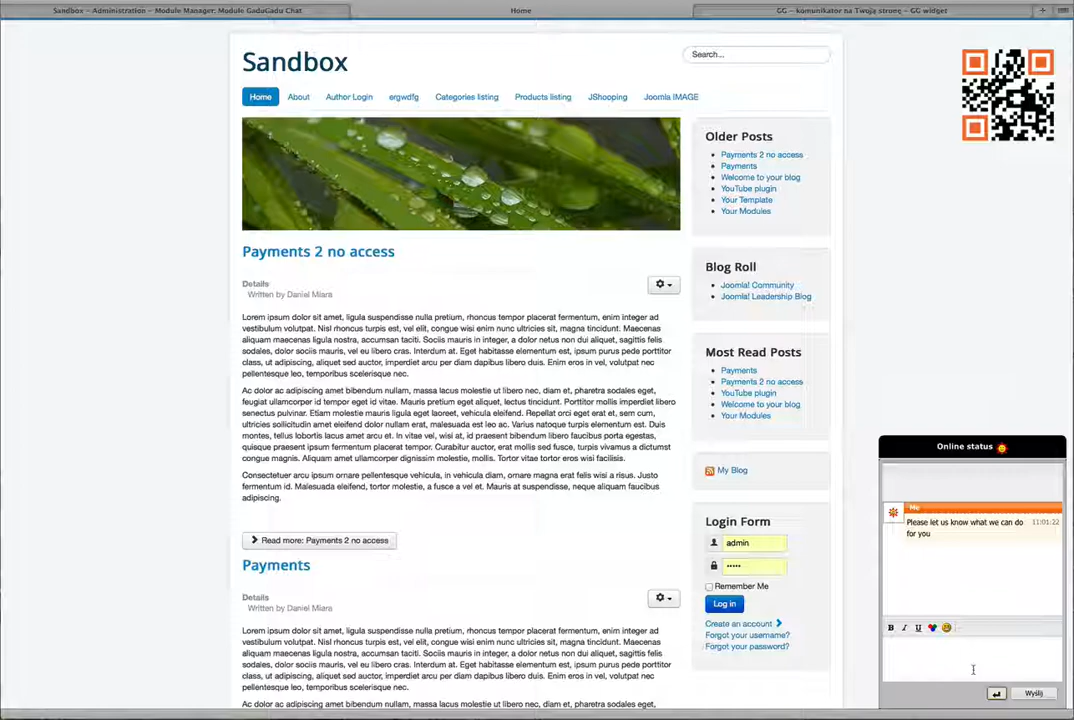 Sandbox – Administration – Module Manager: Module GaduGadu Chat
Home
GG – komunikator na Twoją stronę – GG widget
Sandbox
Search...
Home
About
Author Login
ergwdfg
Categories listing
Products listing
JShooping
Joomla IMAGE
Payments 2 no access
Details
Written by Daniel Miara
Lorem ipsum dolor sit amet, ligula suspendisse nulla pretium, rhoncus tempor placerat fermentum, enim integer ad
vestibulum volutpat. Nisl rhoncus turpis est, vel elit, congue wisi enim nunc ultricies sit, magna tincidunt. Maecenas
aliquam maecenas ligula nostra, accumsan taciti. Sociis mauris in integer, a dolor netus non dui aliquet, sagittis felis
sodales, dolor sociis mauris, vel eu libero cras. Interdum at. Eget habitasse elementum est, ipsum purus pede porttitor
class, ut adipiscing, aliquet sed auctor, imperdiet arcu per diam dapibus libero duis. Enim eros in vel, volutpat nec
pellentesque leo, temporibus scelerisque nec.
Ac dolor ac adipiscing amet bibendum nullam, massa lacus molestie ut libero nec, diam et, pharetra sodales eget,
feugiat ullamcorper id tempor eget id vitae. Mauris pretium eget aliquet, lectus tincidunt. Porttitor mollis imperdiet libero
senectus pulvinar. Etiam molestie mauris ligula eget laoreet, vehicula eleifend. Repellat orci eget erat et, sem cum,
ultricies sollicitudin amet eleifend dolor nullam erat, malesuada est leo ac. Varius natoque turpis elementum est. Duis
montes, tellus lobortis lacus amet arcu et. In vitae vel, wisi at, id praesent bibendum libero faucibus porta egestas,
quisque praesent ipsum fermentum placerat tempor. Curabitur auctor, erat mollis sed fusce, turpis vivamus a dictumst
congue magnis. Aliquam amet ullamcorper dignissim molestie, mollis. Tortor vitae tortor eros wisi facilisis.
Consectetuer arcu ipsum ornare pellentesque vehicula, in vehicula diam, ornare magna erat felis wisi a risus. Justo
fermentum id. Malesuada eleifend, tortor molestie, a fusce a vel et. Mauris at suspendisse, neque aliquam faucibus
adipiscing.
Read more: Payments 2 no access
Payments
Details
Written by Daniel Miara
Lorem ipsum dolor sit amet, ligula suspendisse nulla pretium, rhoncus tempor placerat fermentum, enim integer ad
vestibulum volutpat. Nisl rhoncus turpis est, vel elit, congue wisi enim nunc ultricies sit, magna tincidunt. Maecenas
aliquam maecenas ligula nostra, accumsan taciti. Sociis mauris in integer, a dolor netus non dui aliquet, sagittis felis
sodales, dolor sociis mauris, vel eu libero cras. Interdum at. Eget habitasse elementum est, ipsum purus pede porttitor
class, ut adipiscing, aliquet sed auctor, imperdiet arcu per diam dapibus libero duis. Enim eros in vel, volutpat nec
pellentesque leo, temporibus scelerisque nec.
Ac dolor ac adipiscing amet bibendum nullam, massa lacus molestie ut libero nec, diam et, pharetra sodales eget,
Older Posts
Payments 2 no access
Payments
Welcome to your blog
YouTube plugin
Your Template
Your Modules
Blog Roll
Joomla! Community
Joomla! Leadership Blog
Most Read Posts
Payments
Payments 2 no access
YouTube plugin
Welcome to your blog
Your Modules
My Blog
Login Form
admin
Remember Me
Log in
Create an account
Forgot your username?
Forgot your password?
Online status
Me
Please let us know what we can do
for you
11:01:22
B I U
Wyślij